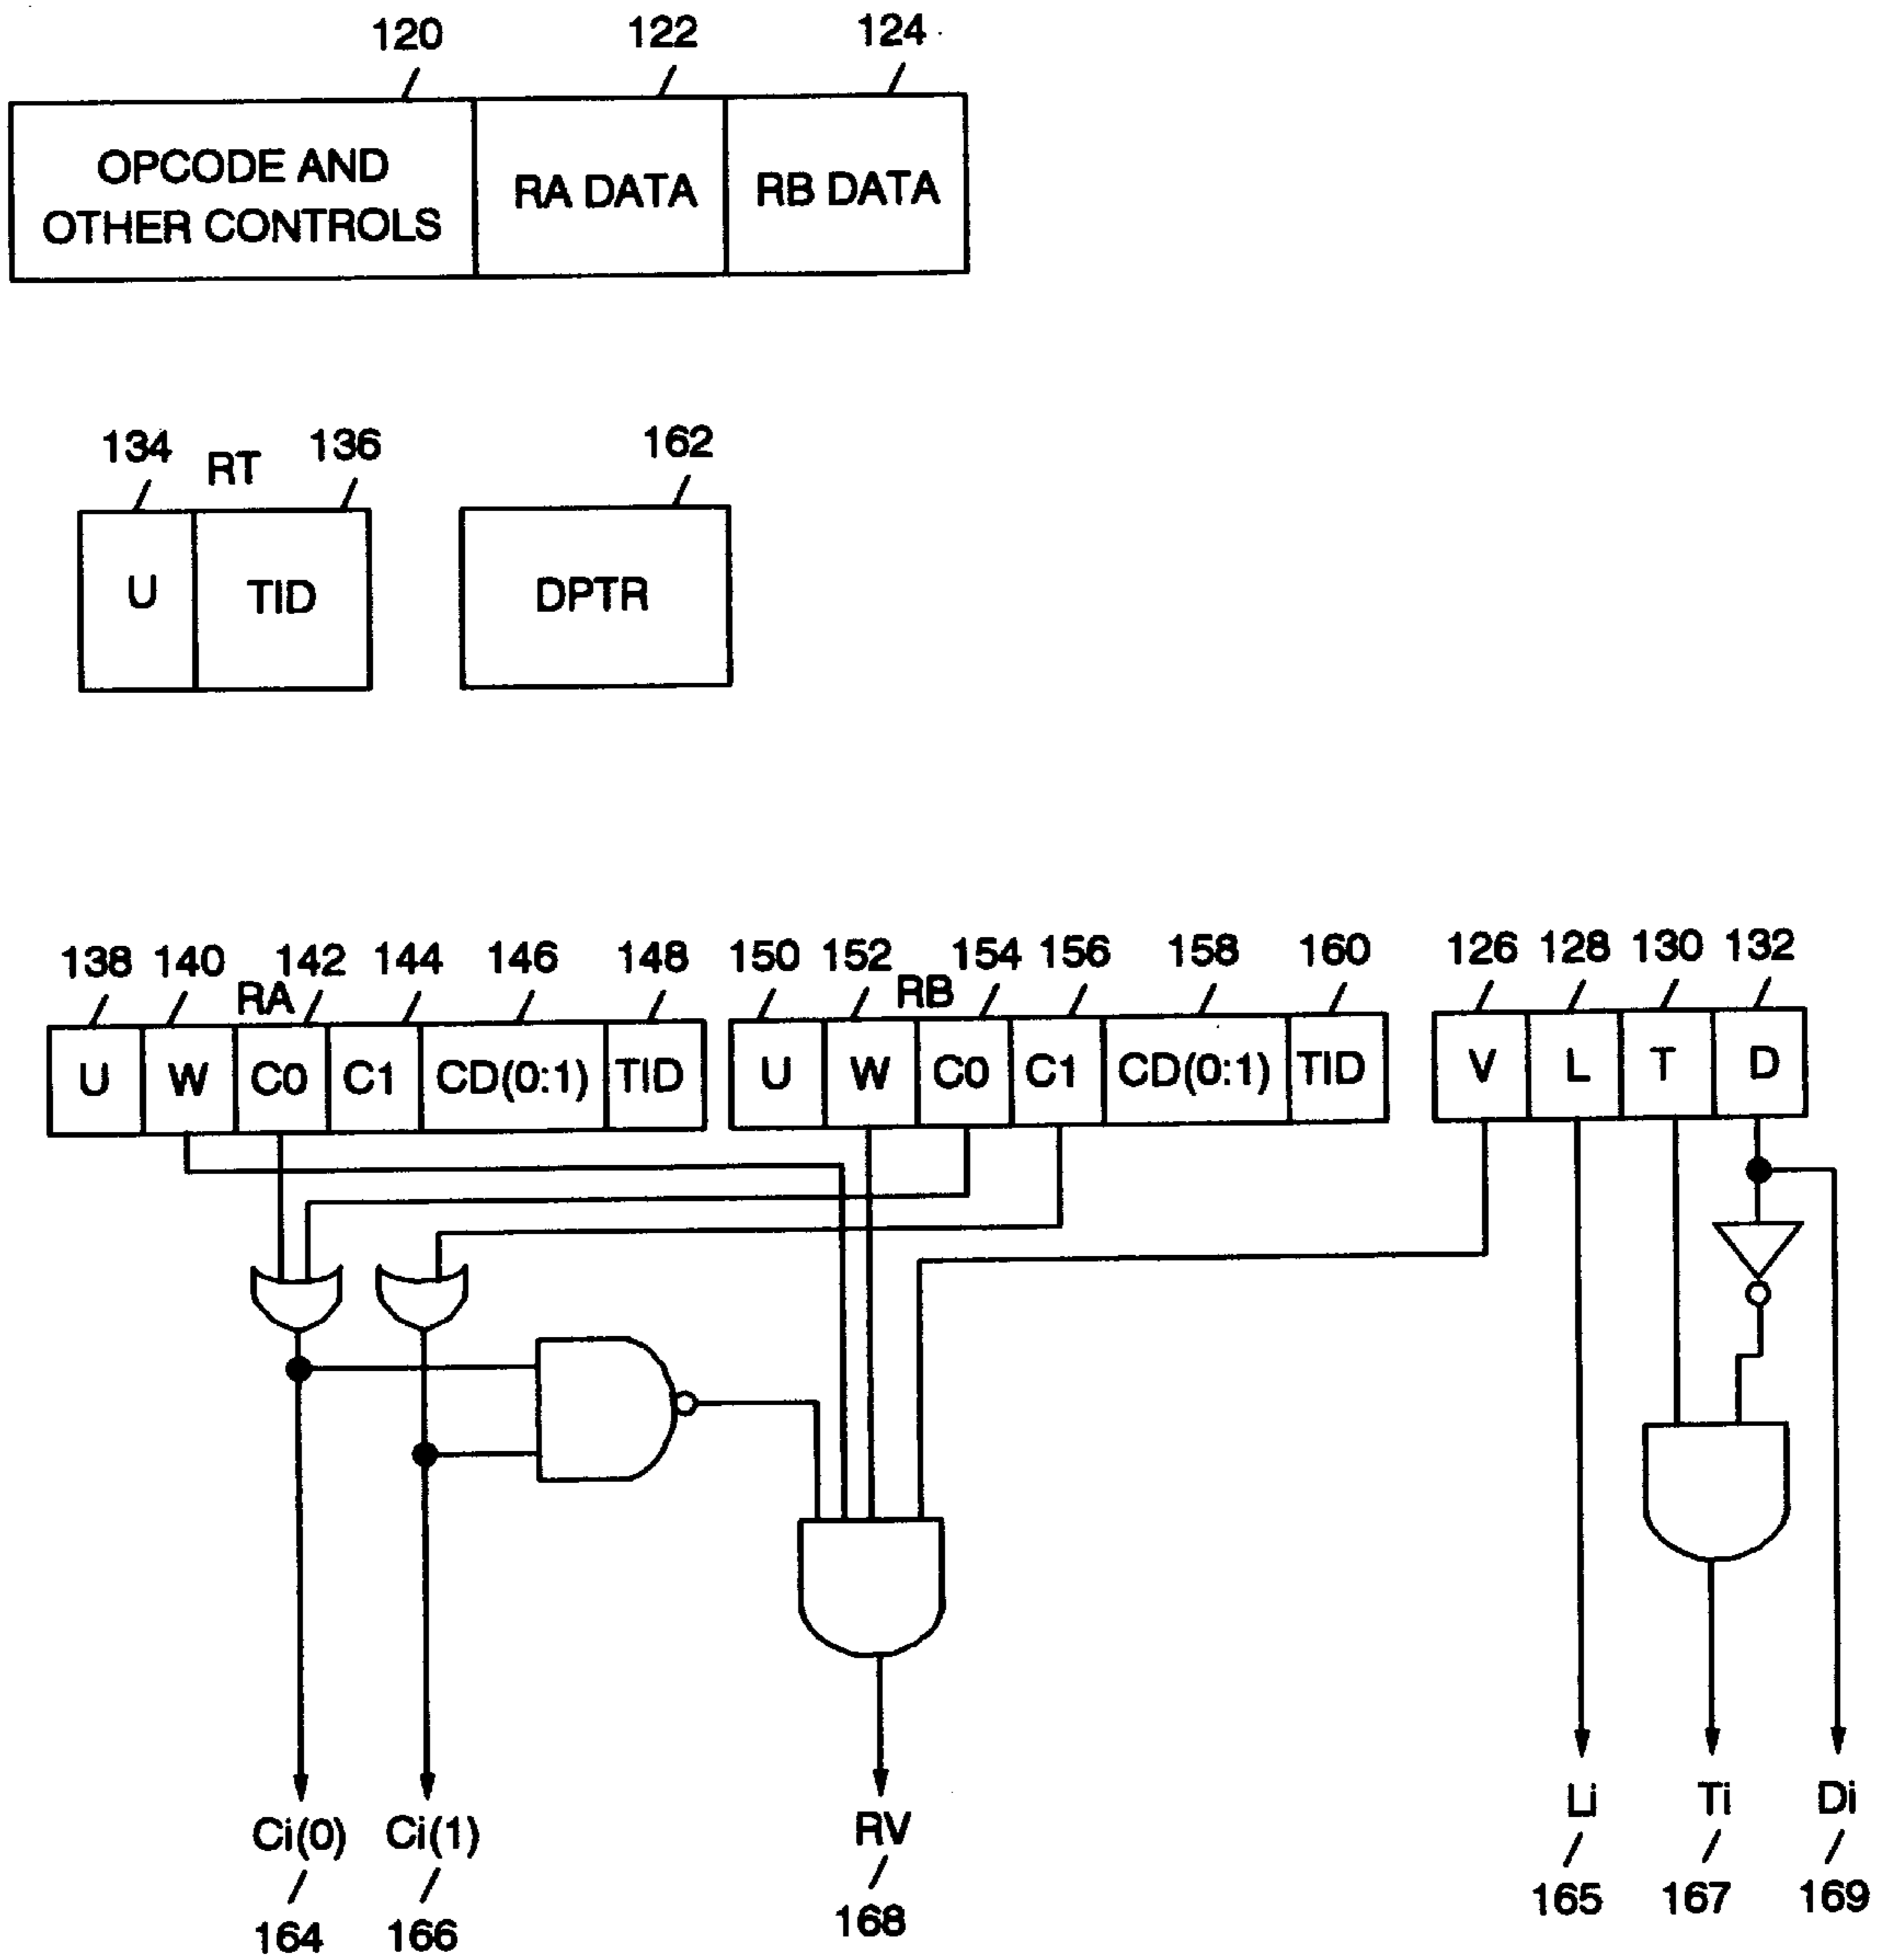 120 122 124
OPCODE AND
OTHER CONTROLS
RA DATA
RB DATA
134 RT 136 162
U TID DPTR
138 140 142 144 146 148 150 152 154 156 158 160 126 128 130 132
RA RB
U W C0 C1 CD(0:1) TID U W C0 C1 CD(0:1) TID V L T D
Ci(0) Ci(1) RV Li Ti Di
164 166 168 165 167 169